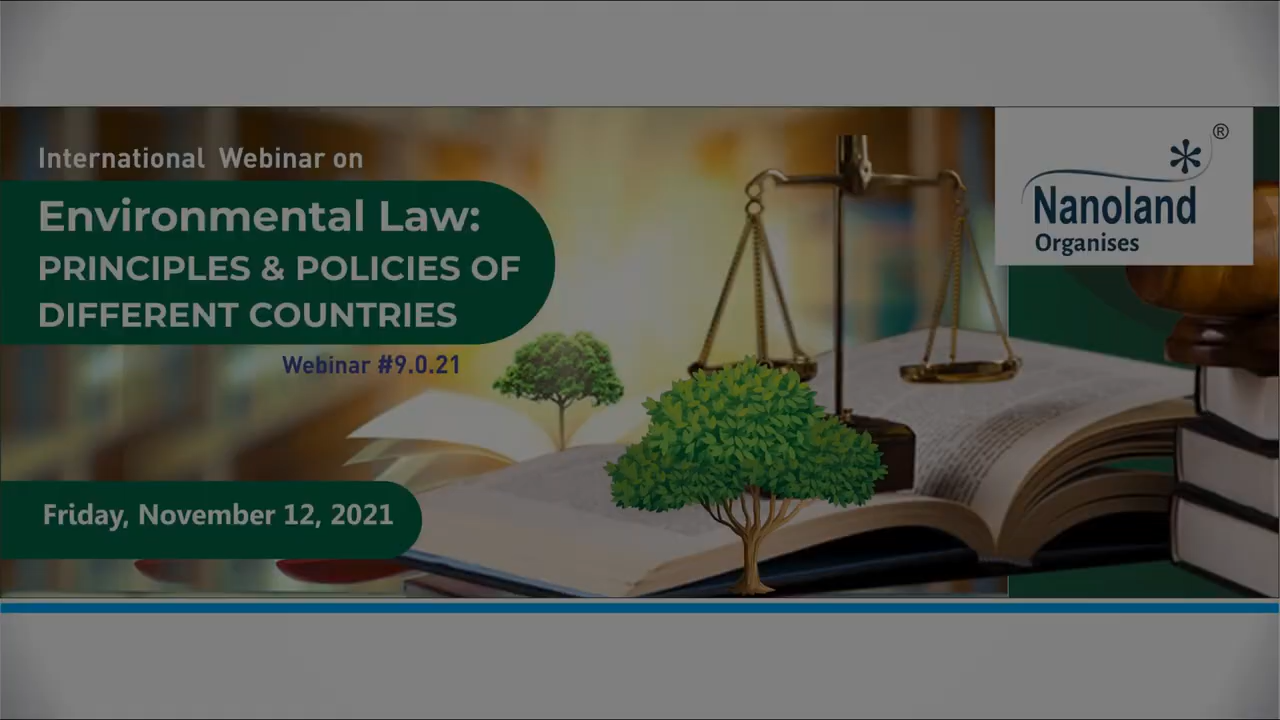 International Webinar on
Environmental Law:
PRINCIPLES & POLICIES OF
DIFFERENT COUNTRIES
Webinar #9.0.21
Friday, November 12, 2021
®
Nanoland
Organises